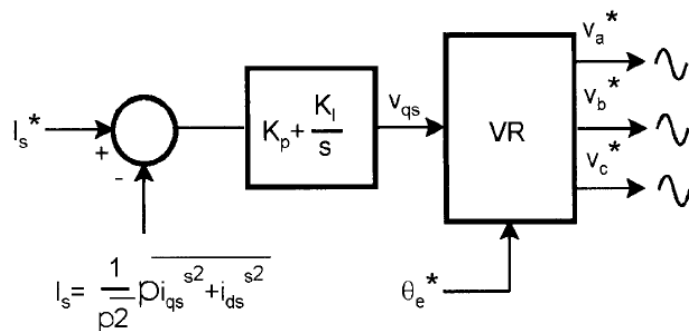 v_a*
v_b*
v_c*
I_s*
+
-
K_p + K_I/s
v_qs
VR
I_s = 1/p2 p i_qs^s2 + i_ds^s2
θ_e*